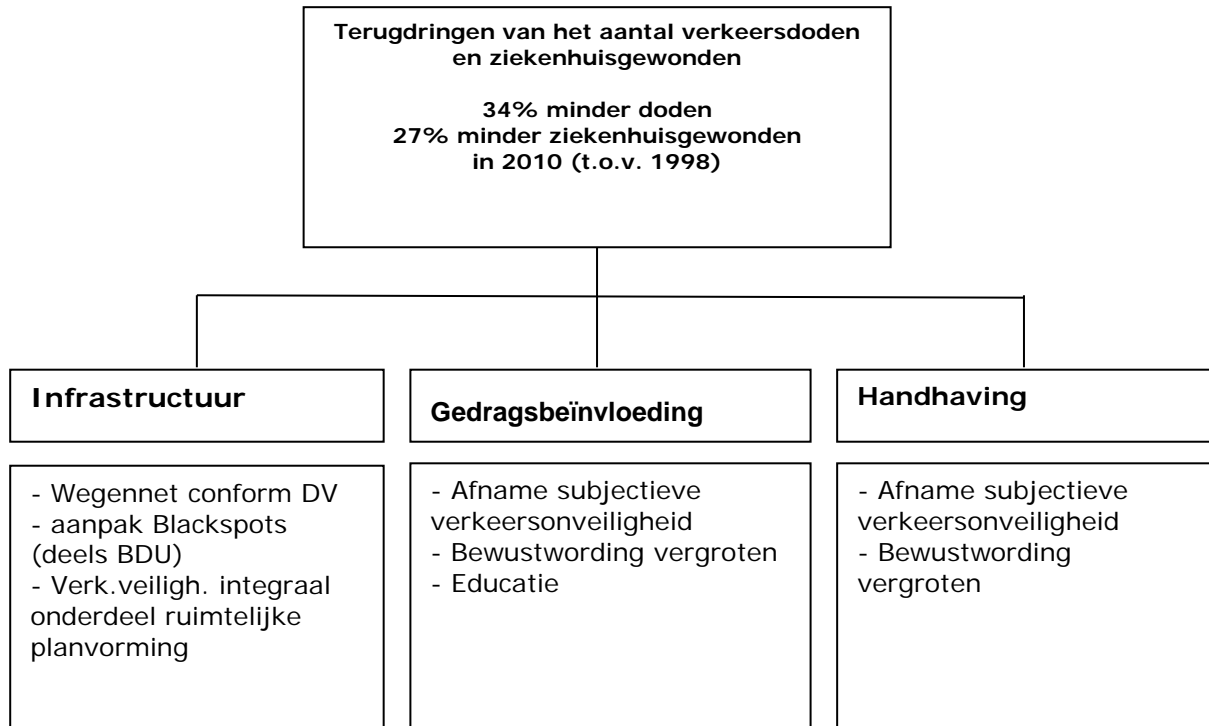 Terugdringen van het aantal verkeersdoden
en ziekenhuisgewonden
34% minder doden
27% minder ziekenhuisgewonden
in 2010 (t.o.v. 1998)
Infrastructuur
Gedragsbeïnvloeding
Handhaving
- Wegennet conform DV
- aanpak Blackspots
(deels BDU)
- Verk.veiligh. integraal
onderdeel ruimtelijke
planvorming
- Afname subjectieve
verkeersonveiligheid
- Bewustwording vergroten
- Educatie
- Afname subjectieve
verkeersonveiligheid
- Bewustwording
vergroten